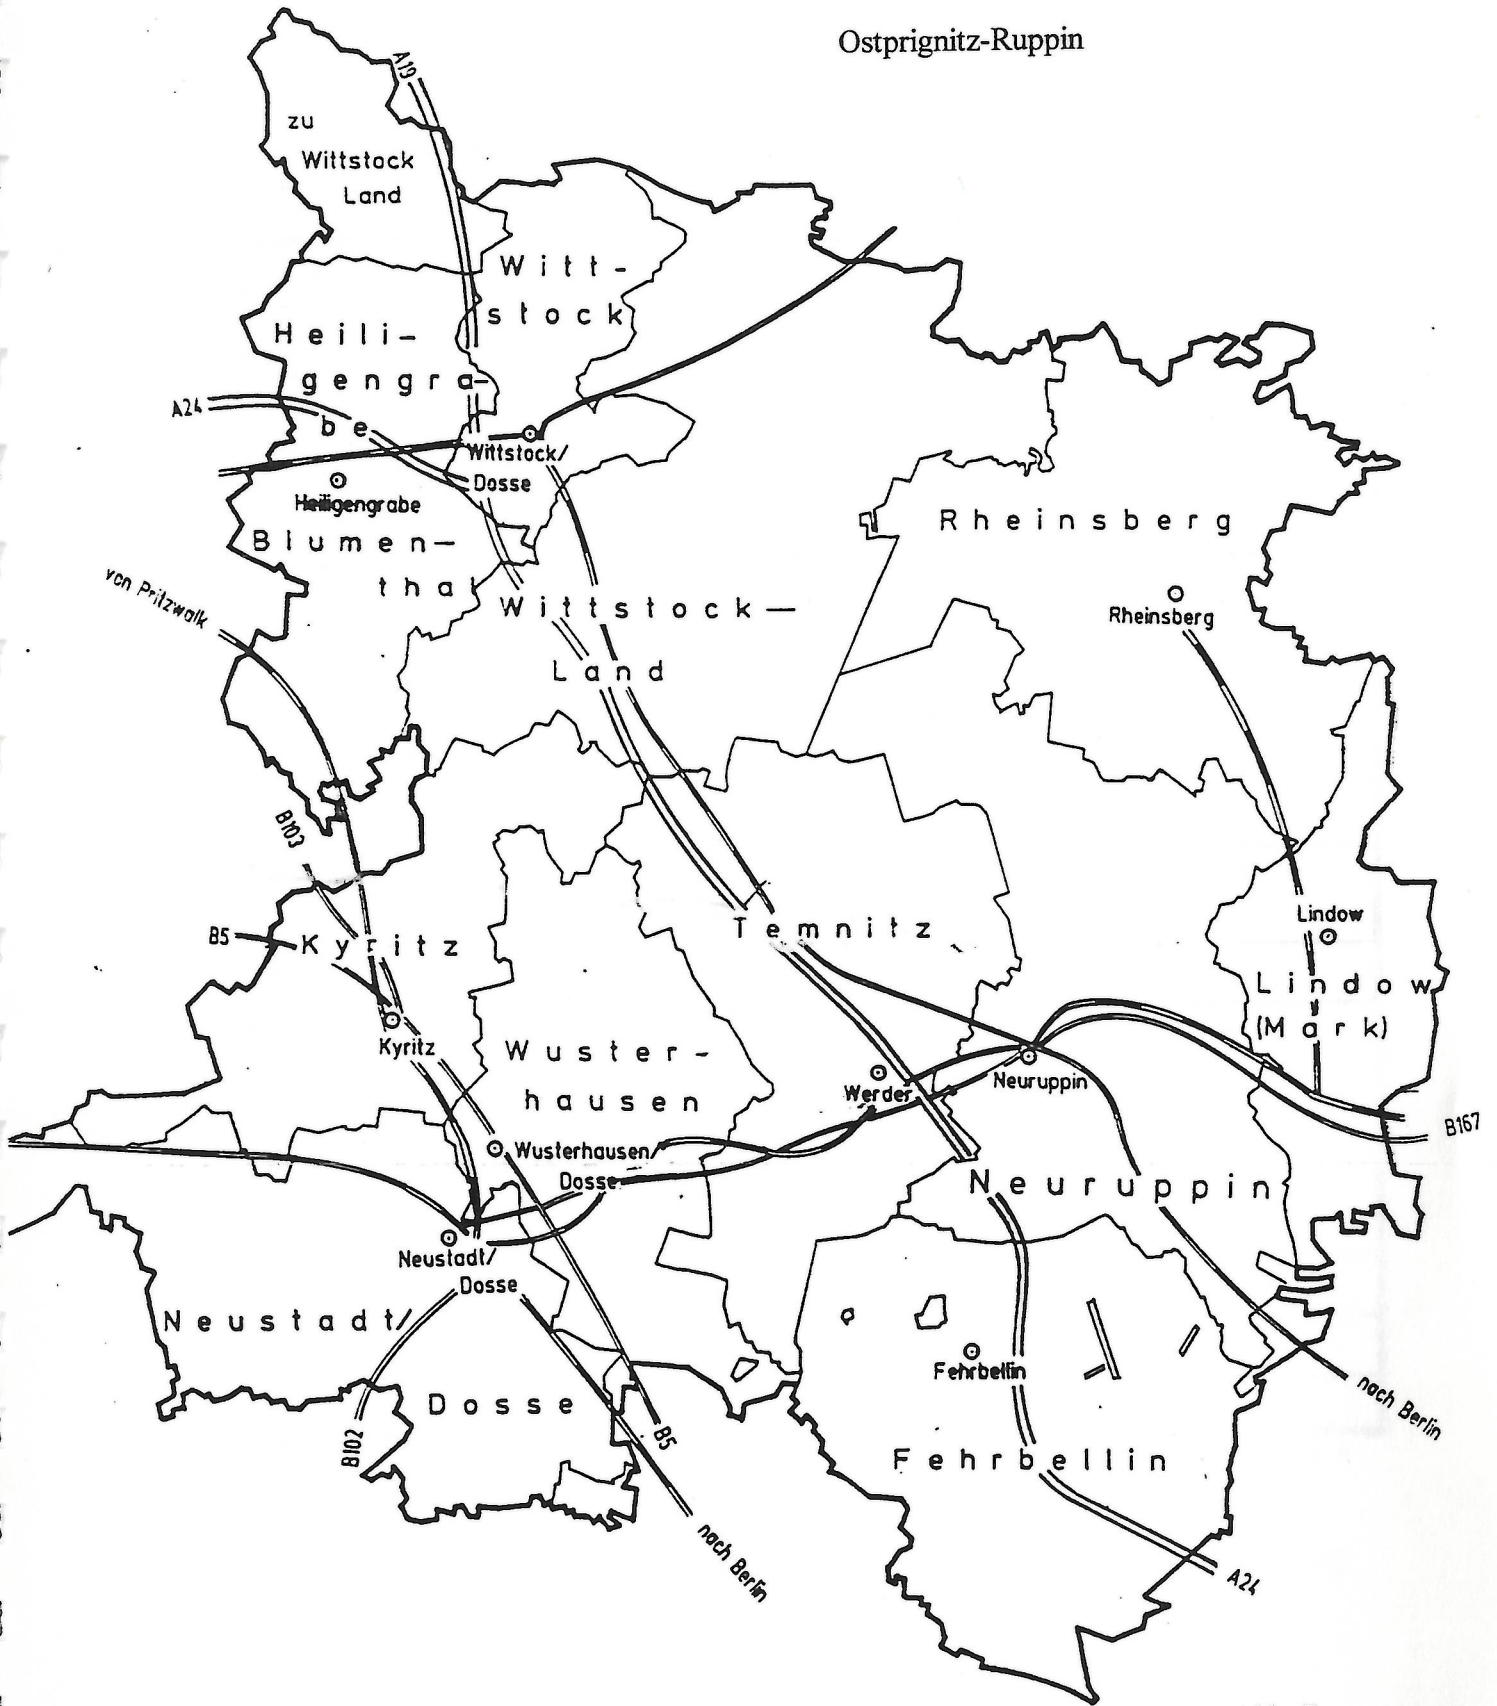 Ostprignitz-Ruppin
A19
zu
Wittstock
Land
Witt-
stock
Heili-
gengra-
be
A24
Wittstock/
Dosse
Heiligengrabe
Blumen-
thal
Rheinsberg
von Pritzwalk
Wittstock-
Land
Rheinsberg
B103
Lindow
Temnitz
B5
Kyritz
Lindow
(Mark)
Kyritz
Wuster-
hausen
Neuruppin
Werder
B167
Wusterhausen/
Dosse
Neuruppin
Neustadt/
Dosse
Neustadt/
Fehrbellin
Dosse
nach Berlin
B102
B5
Fehrbellin
nach Berlin
A24